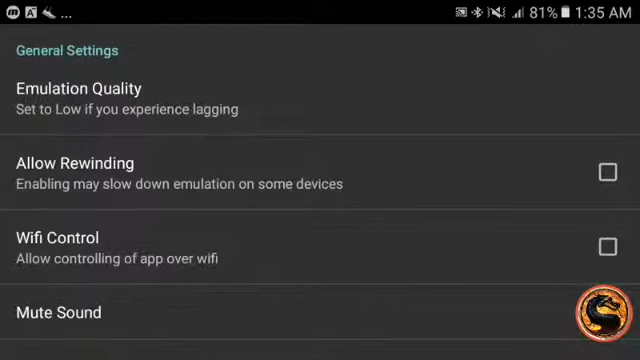 ... 81% 1:35 AM
General Settings
Emulation Quality
Set to Low if you experience lagging
Allow Rewinding
Enabling may slow down emulation on some devices
Wifi Control
Allow controlling of app over wifi
Mute Sound